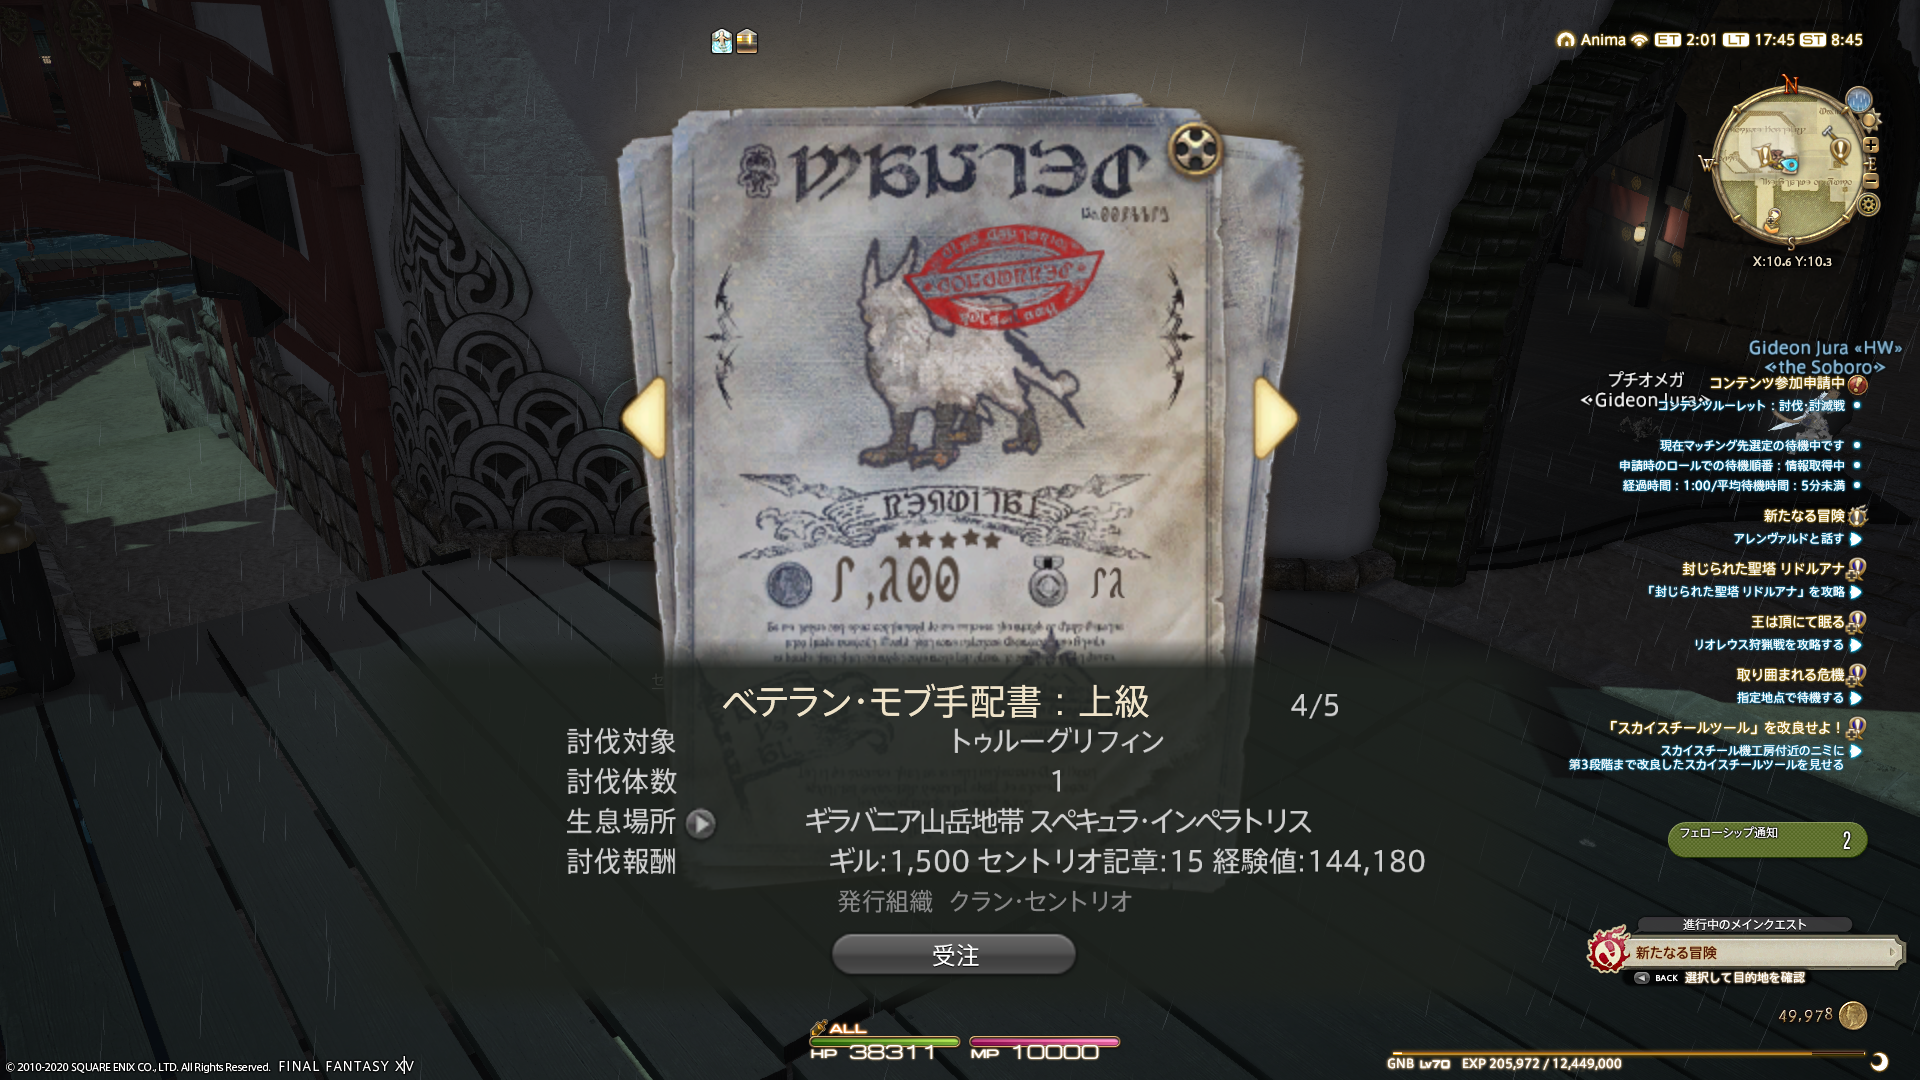 Anima ET 2:01 LT 17:45 ST 8:45
N
W
E
S
X:10.6 Y:10.3
Gideon Jura «HW»
«the Soboro»
プチオメガ
«Gideon Jura»
コンテンツ参加申請中
コンテンツルーレット：討伐・討滅戦
現在マッチング先選定の待機中です
申請時のロールでの待機順番：情報取得中
経過時間：1:00/平均待機時間：5分未満
新たなる冒険
アレンヴァルドと話す
封じられた聖塔 リドルアナ
「封じられた聖塔 リドルアナ」を攻略
王は頂にて眠る
リオレウス狩猟戦を攻略する
取り囲まれる危機
指定地点で待機する
「スカイスチールツール」を改良せよ！
スカイスチール機工房付近のニミに
第3段階まで改良したスカイスチールツールを見せる
ベテラン・モブ手配書：上級 4/5
討伐対象 トゥルーグリフィン
討伐体数 1
生息場所 ギラバニア山岳地帯 スペキュラ・インペラトリス
討伐報酬 ギル:1,500 セントリオ記章:15 経験値:144,180
発行組織 クラン・セントリオ
受注
フェローシップ通知 2
進行中のメインクエスト
新たなる冒険
BACK 選択して目的地を確認
49,978
ALL
HP 38311 MP 10000
GNB Lv70 EXP 205,972 / 12,449,000
© 2010-2020 SQUARE ENIX CO., LTD. All Rights Reserved. FINAL FANTASY XIV